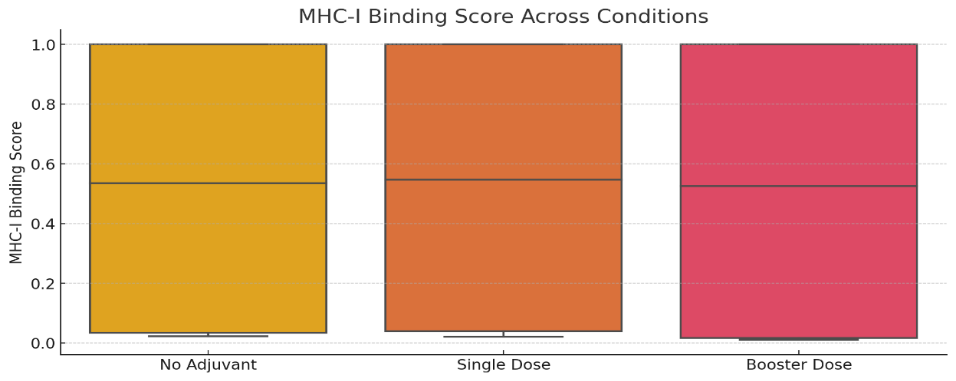 MHC-I Binding Score Across Conditions
MHC-I Binding Score
1.0
0.8
0.6
0.4
0.2
0.0
No Adjuvant
Single Dose
Booster Dose